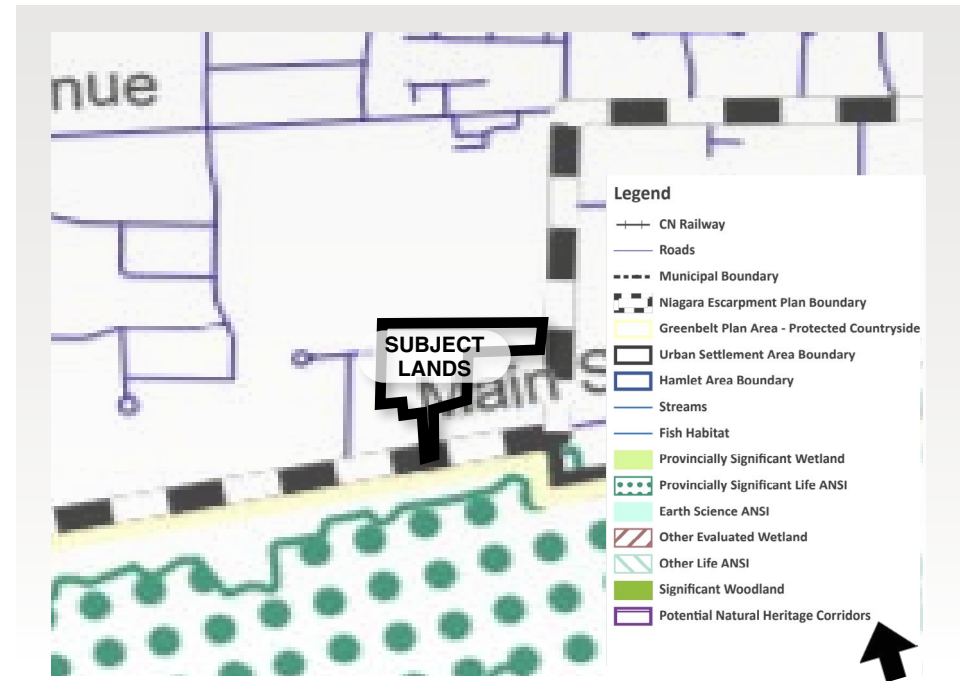 nue
SUBJECT
LANDS
Main S
Legend
CN Railway
Roads
Municipal Boundary
Niagara Escarpment Plan Boundary
Greenbelt Plan Area - Protected Countryside
Urban Settlement Area Boundary
Hamlet Area Boundary
Streams
Fish Habitat
Provincially Significant Wetland
Provincially Significant Life ANSI
Earth Science ANSI
Other Evaluated Wetland
Other Life ANSI
Significant Woodland
Potential Natural Heritage Corridors